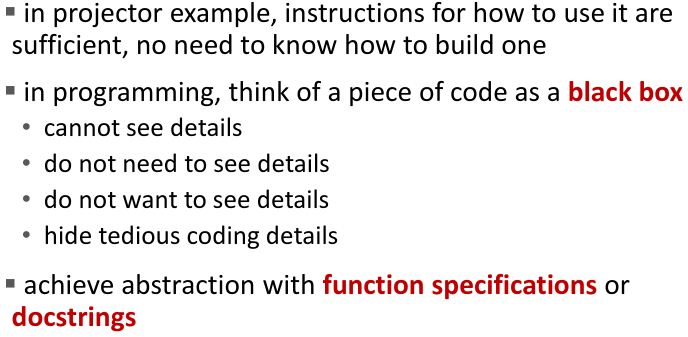 ▪ in projector example, instructions for how to use it are
sufficient, no need to know how to build one
▪ in programming, think of a piece of code as a black box
• cannot see details
• do not need to see details
• do not want to see details
• hide tedious coding details
▪ achieve abstraction with function specifications or
docstrings